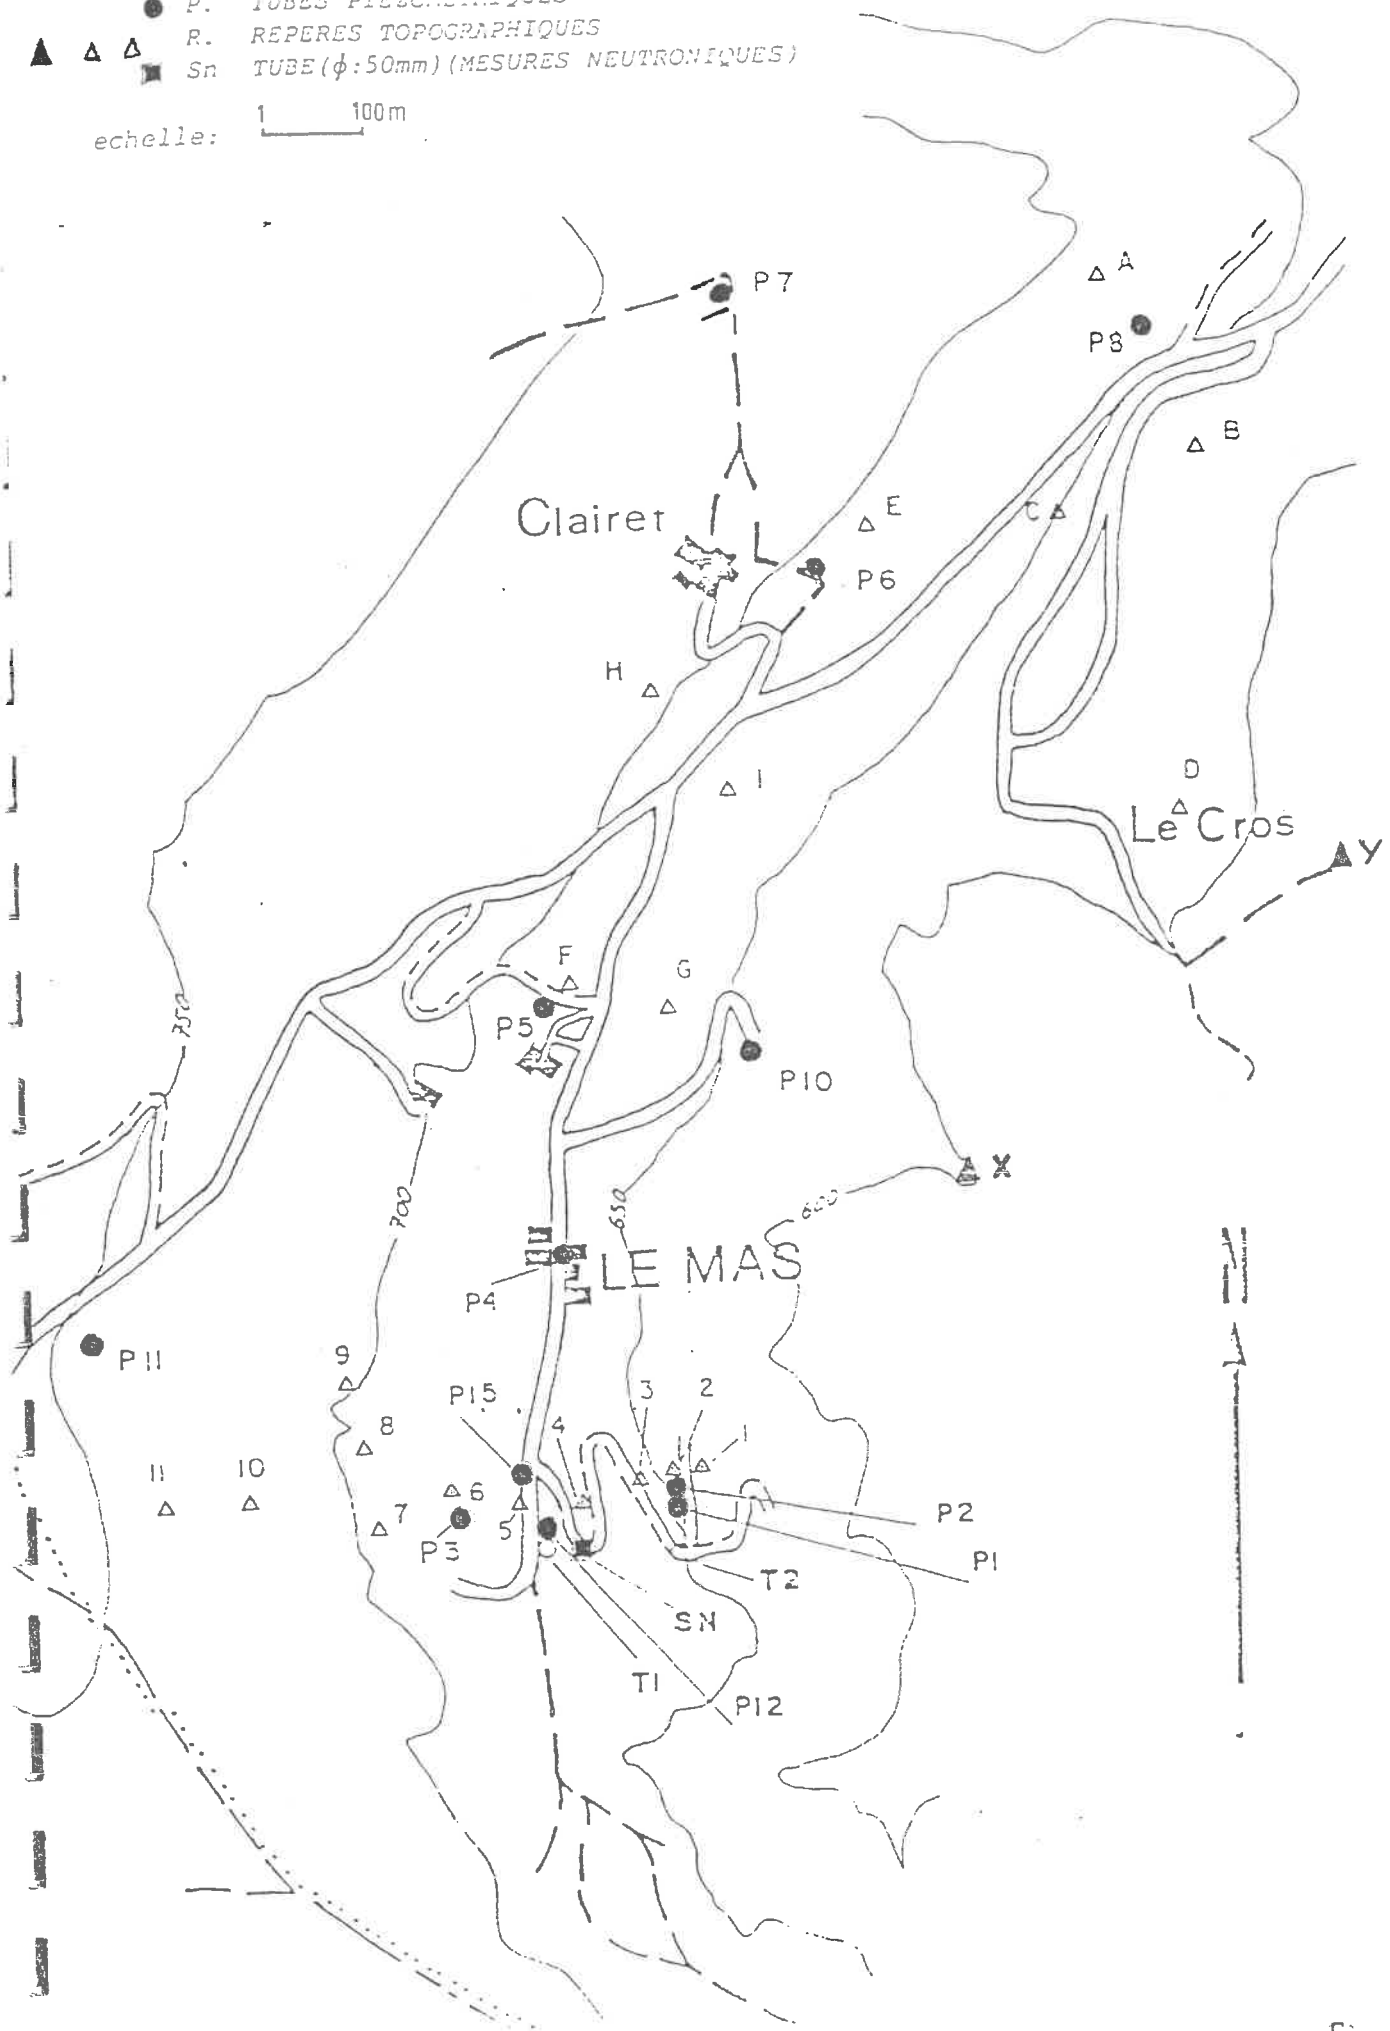 P. TUBES PIEZOMETRIQUES
R. REPERES TOPOGRAPHIQUES
Sn TUBE(ϕ:50mm)(MESURES NEUTRONIQUES)
1 100m
echelle:
A
P7
P8
B
E
C
Clairet
P6
H
I
D
Le Cros
Y
F
G
P5
750
P10
X
700
650
600
LE MAS
P4
P11
9
P15
3
2
8
4
1
11
10
6
7
5
P2
P3
P1
T2
SN
T1
P12
N